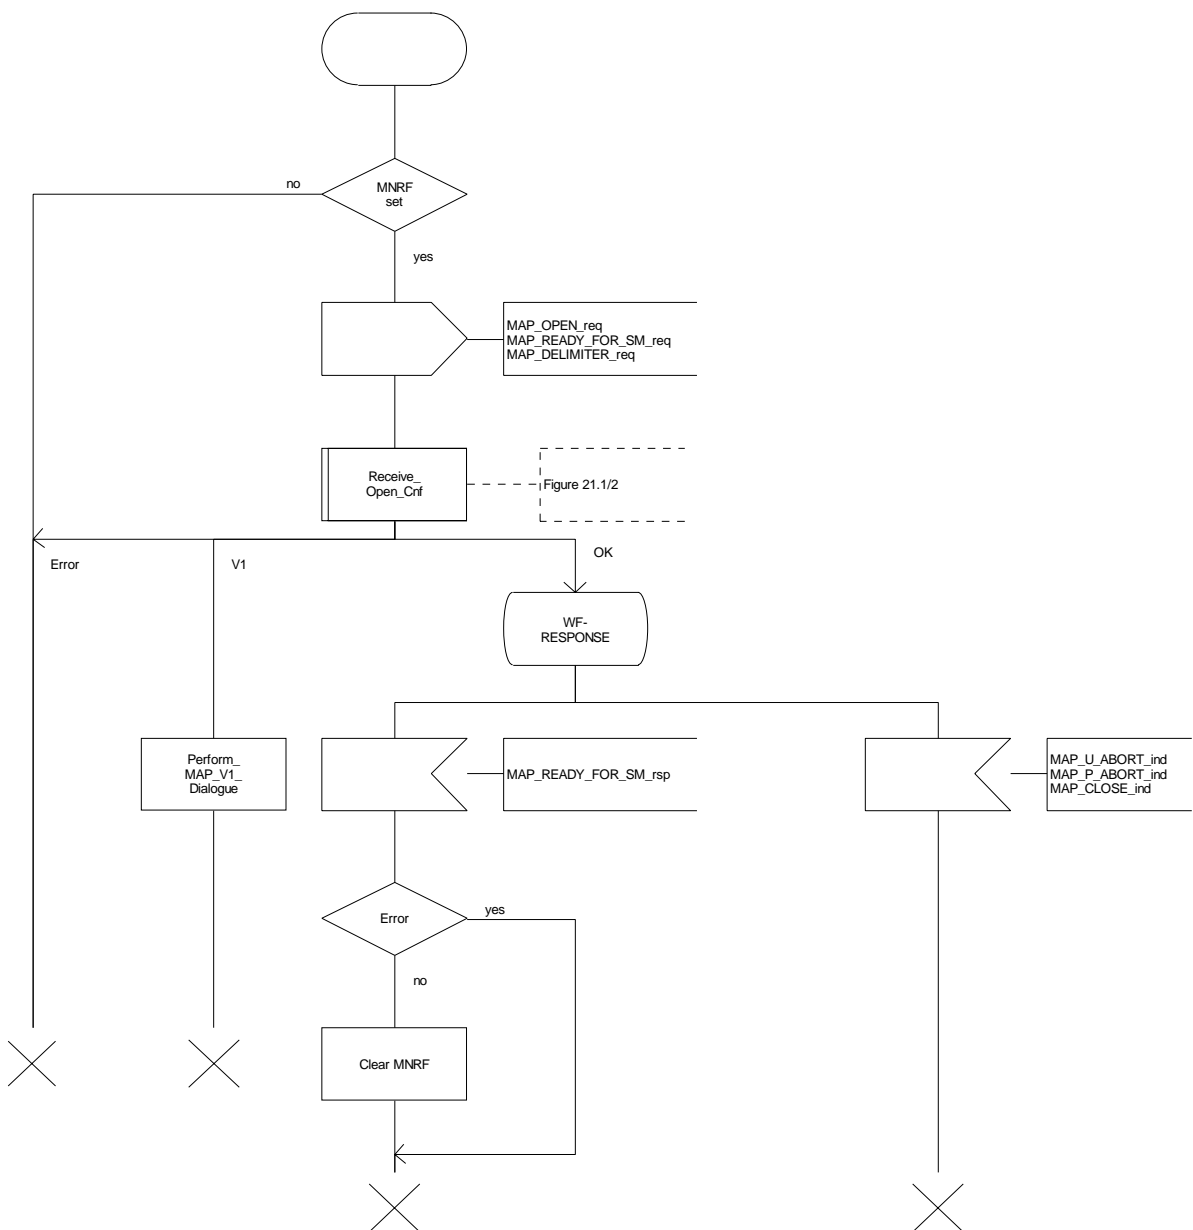 no
MNRF
set
yes
MAP_OPEN_req
MAP_READY_FOR_SM_req
MAP_DELIMITER_req
Receive_
Open_Cnf
Figure 21.1/2
Error
V1
OK
WF-
RESPONSE
Perform_
MAP_V1_
Dialogue
MAP_READY_FOR_SM_rsp
MAP_U_ABORT_ind
MAP_P_ABORT_ind
MAP_CLOSE_ind
Error
yes
no
Clear MNRF